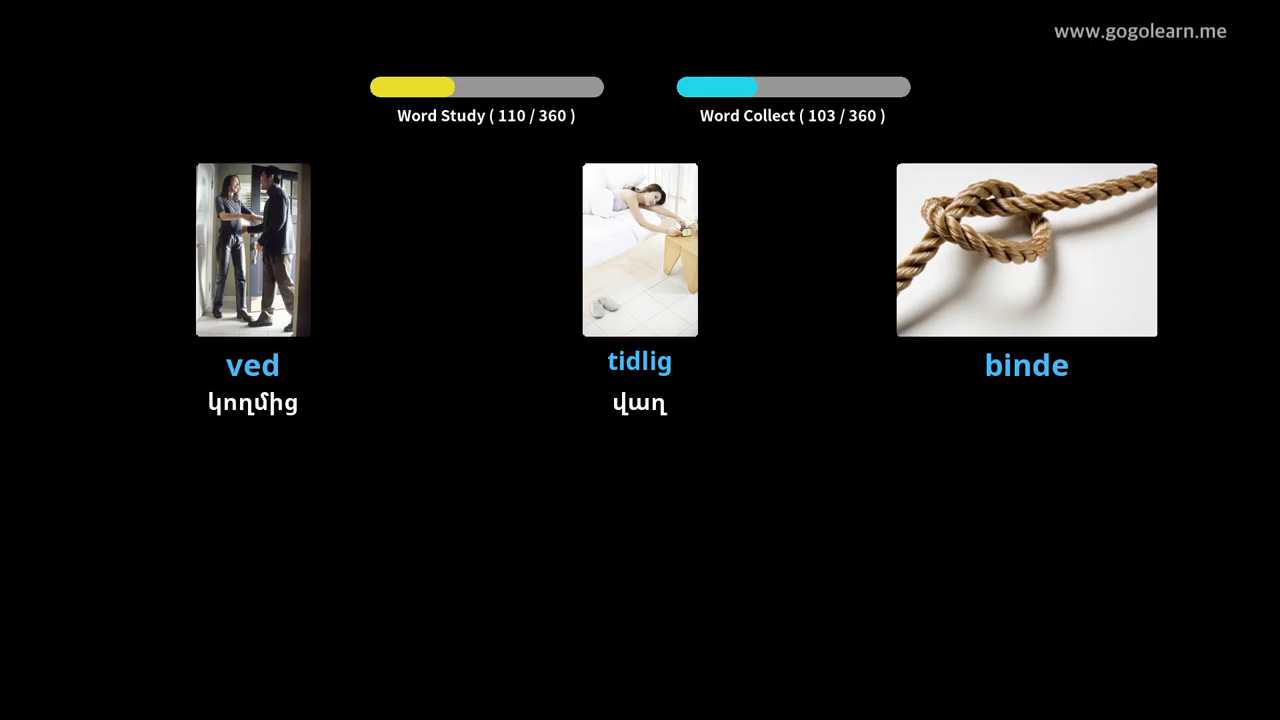 www.gogolearn.me
Word Study ( 110 / 360 )
Word Collect ( 103 / 360 )
ved
tidlig
binde
կողմից
վաղ